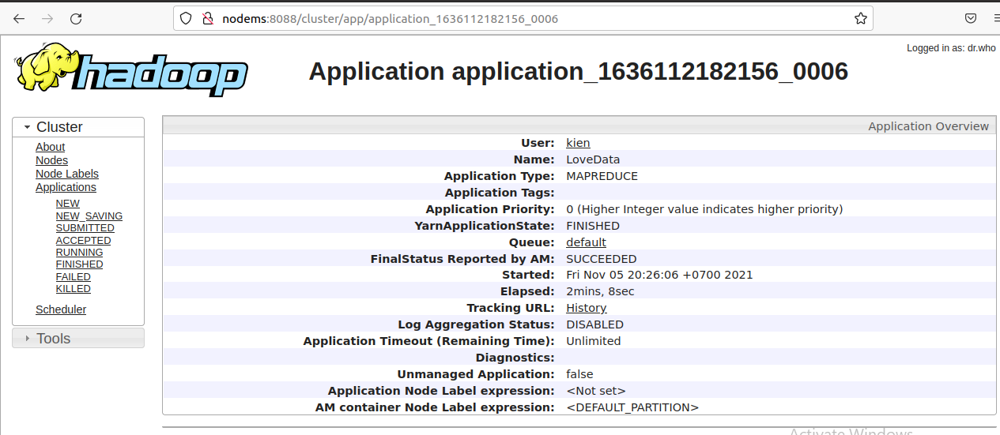 nodems:8088/cluster/app/application_1636112182156_0006
Logged in as: dr.who
hadoop
Application application_1636112182156_0006
Cluster
About
Nodes
Node Labels
Applications
NEW
NEW_SAVING
SUBMITTED
ACCEPTED
RUNNING
FINISHED
FAILED
KILLED
Scheduler
Tools
Application Overview
User: kien
Name: LoveData
Application Type: MAPREDUCE
Application Tags:
Application Priority: 0 (Higher Integer value indicates higher priority)
YarnApplicationState: FINISHED
Queue: default
FinalStatus Reported by AM: SUCCEEDED
Started: Fri Nov 05 20:26:06 +0700 2021
Elapsed: 2mins, 8sec
Tracking URL: History
Log Aggregation Status: DISABLED
Application Timeout (Remaining Time): Unlimited
Diagnostics:
Unmanaged Application: false
Application Node Label expression: <Not set>
AM container Node Label expression: <DEFAULT_PARTITION>
Activate Windows